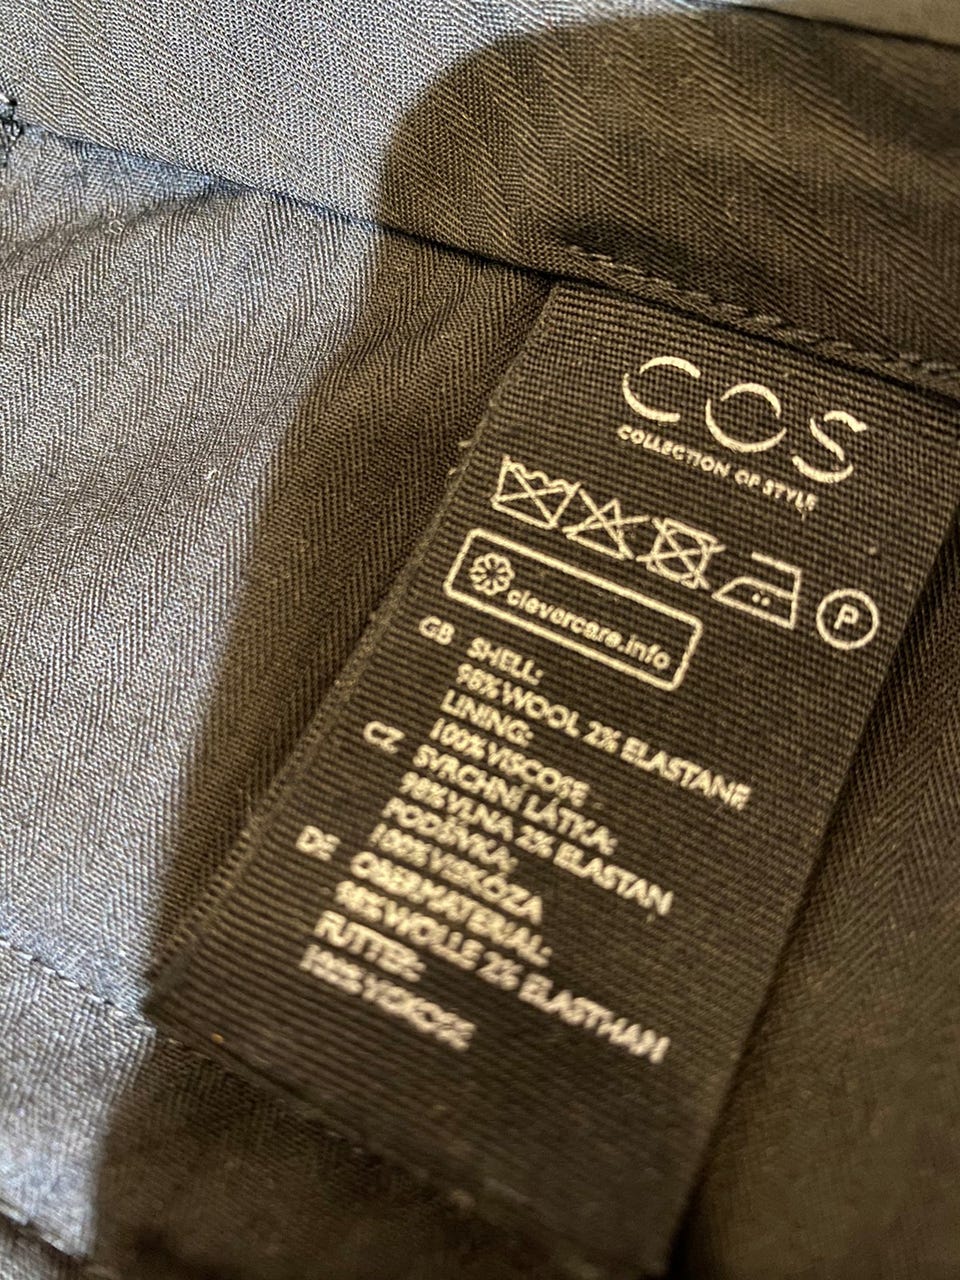 COS
COLLECTION OF STYLE
P
clevercare.info
GB SHELL:
98% WOOL 2% ELASTANE
LINING:
100% VISCOSE
CZ SVRCHNÍ LÁTKA:
98% VLNA 2% ELASTAN
PODŠÍVKA:
100% VISKÓZA
DE OBERMATERIAL:
98% WOLLE 2% ELASTHAN
FUTTER:
100% VISKOSE